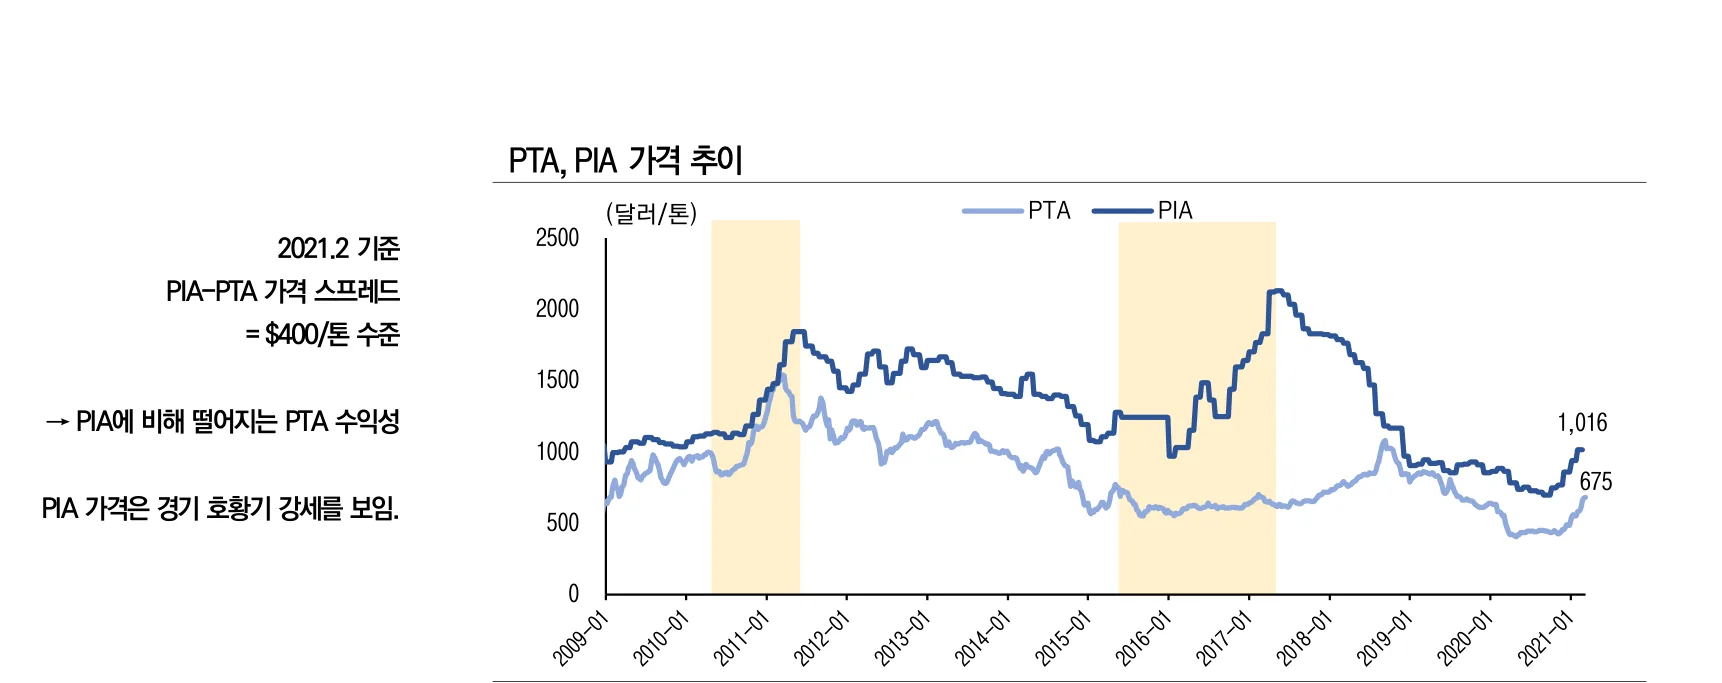 PTA, PIA 가격 추이
2021.2 기준
PIA-PTA 가격 스프레드
= $400/톤 수준
→ PIA에 비해 떨어지는 PTA 수익성
PIA 가격은 경기 호황기 강세를 보임.
(달러/톤)
PTA
PIA
2500
2000
1500
1000
500
0
1,016
675
2009-01
2010-01
2011-01
2012-01
2013-01
2014-01
2015-01
2016-01
2017-01
2018-01
2019-01
2020-01
2021-01